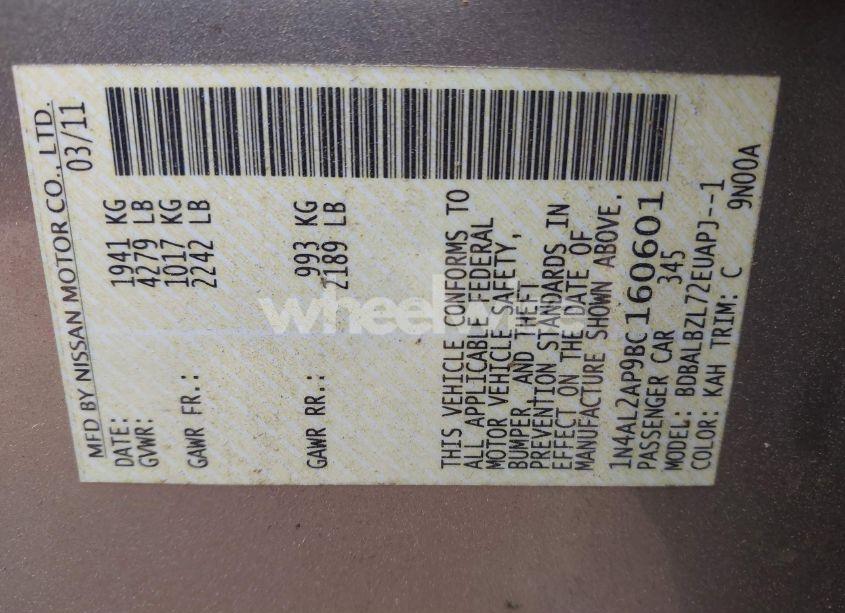 MFD BY NISSAN MOTOR CO., LTD.
03/11
DATE: 1941 KG
GVWR: 4279 LB
1017 KG
GAWR FR.: 2242 LB
993 KG
GAWR RR.: 2189 LB
THIS VEHICLE CONFORMS TO
ALL APPLICABLE FEDERAL
MOTOR VEHICLE SAFETY,
BUMPER, AND THEFT
PREVENTION STANDARDS IN
EFFECT ON THE DATE OF
MANUFACTURE SHOWN ABOVE.
1N4AL2AP9BC160601
PASSENGER CAR 345
MODEL: BDBALBZL72EUAPJ--1
COLOR: KAH TRIM: C 9N00A